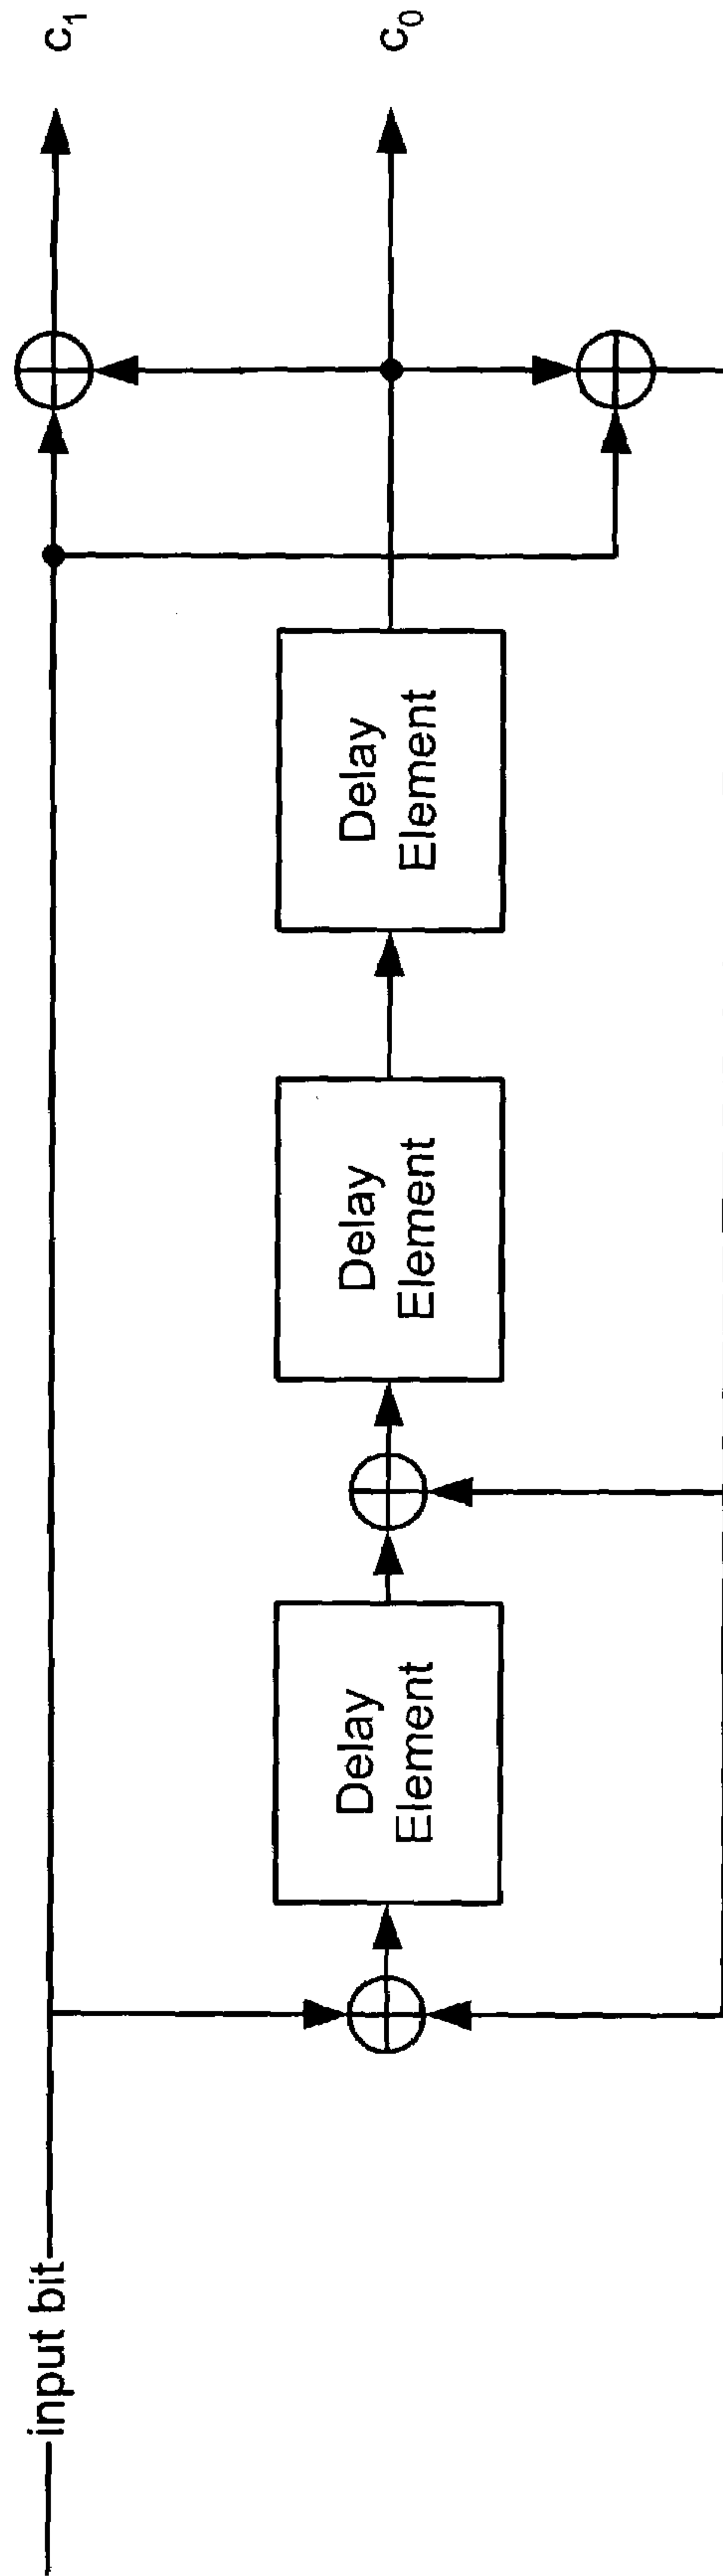 input bit
Delay
Element
Delay
Element
Delay
Element
c1
c0